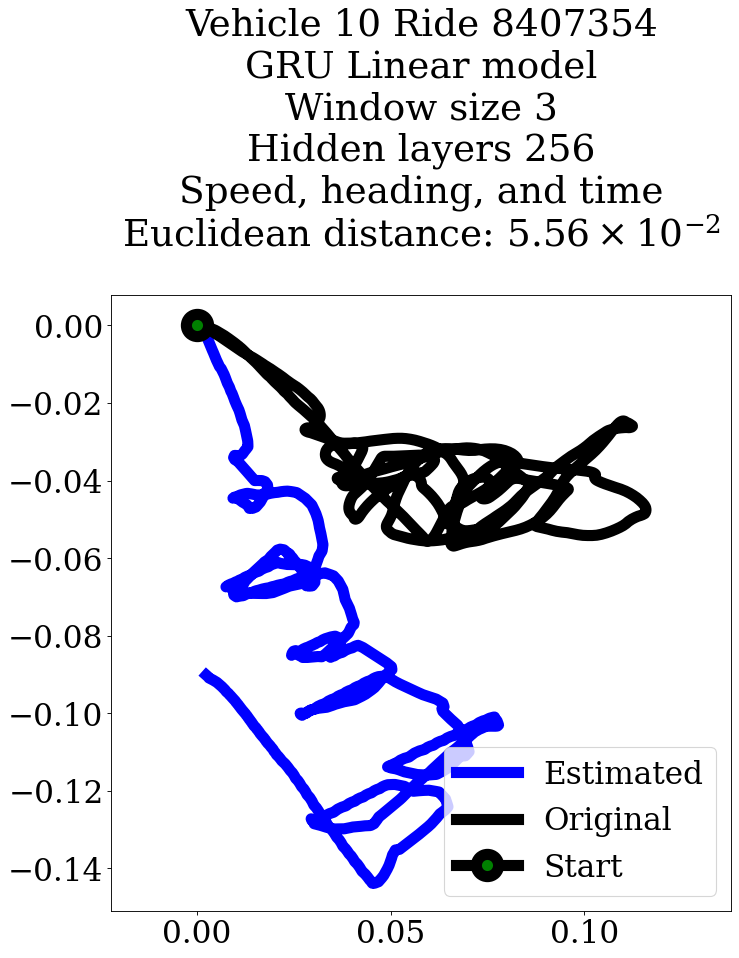 Vehicle 10 Ride 8407354
GRU Linear model
Window size 3
Hidden layers 256
Speed, heading, and time
Euclidean distance: 5.56 × 10⁻²
0.00
−0.02
−0.04
−0.06
−0.08
−0.10
−0.12
−0.14
Estimated
Original
Start
0.00 0.05 0.10